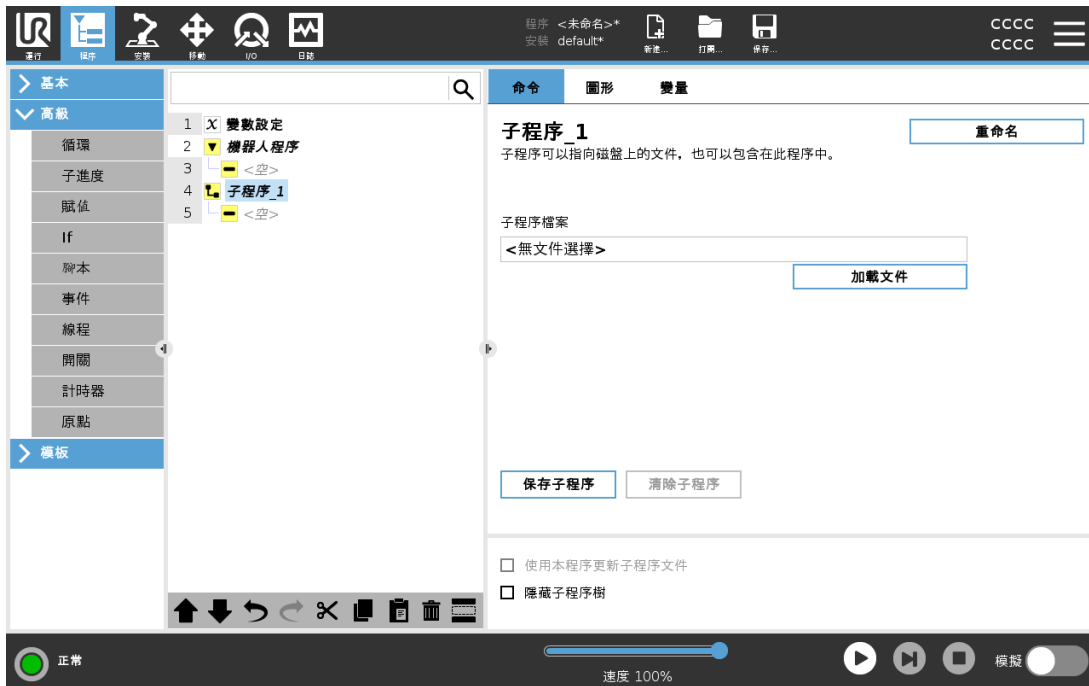 程序 <未命名>*
安裝 default*
CCCC
CCCC
運行
程序
安裝
移動
I/O
日誌
新建...
打開...
保存...
基本
高級
循環
子進度
賦值
If
腳本
事件
線程
開關
計時器
原點
模板
1 X 變數設定
2 機器人程序
3 <空>
4 子程序_1
5 <空>
命令 圖形 變量
子程序_1
重命名
子程序可以指向磁盤上的文件，也可以包含在此程序中。
子程序檔案
<無文件選擇>
加載文件
保存子程序
清除子程序
使用本程序更新子程序文件
隱藏子程序樹
正常
速度 100%
模擬